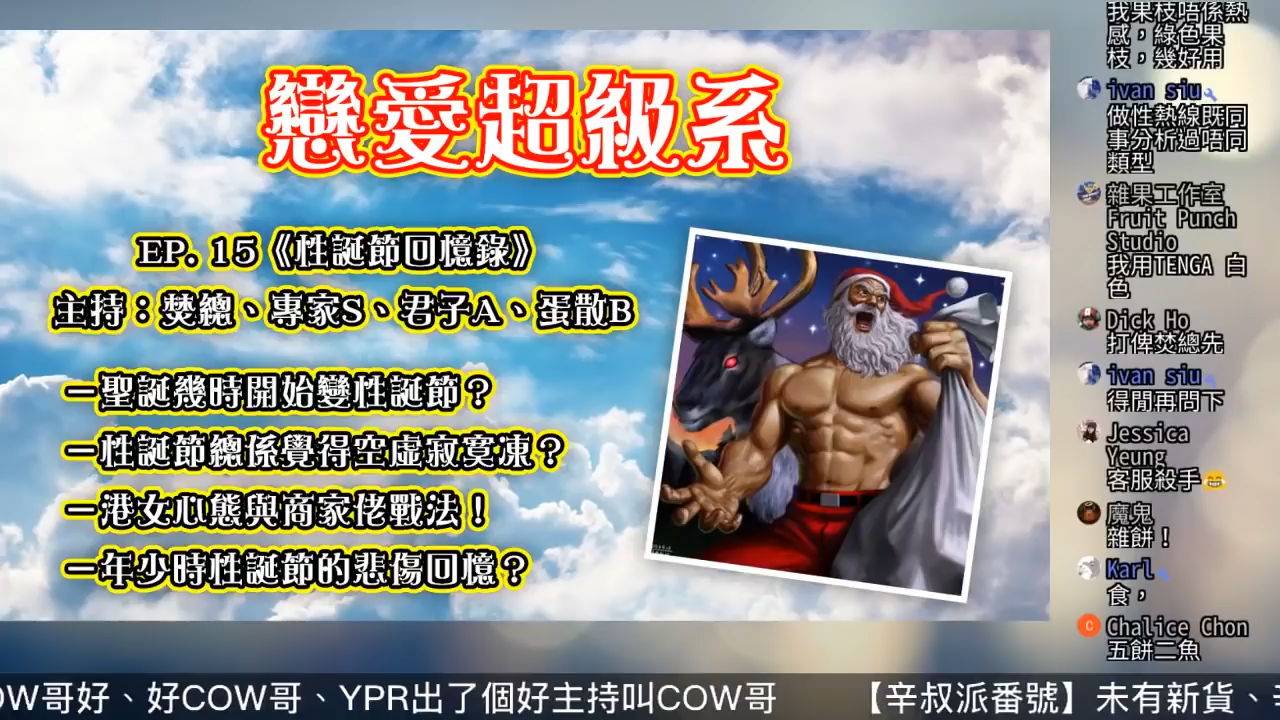 戀愛超級系
EP. 15《性誕節回憶錄》
主持：焚總、專家S、君子A、蛋散B
－聖誕幾時開始變性誕節？
－性誕節總係覺得空虛寂寞凍？
－港女心態與商家佬戰法！
－年少時性誕節的悲傷回憶？
我果枝唔係熱
感，綠色果
枝，幾好用
ivan siu
做性熱線既同
事分析過唔同
類型
雜果工作室
Fruit Punch
Studio
我用TENGA 白
色
Dick Ho
打俾焚總先
ivan siu
得閒再問下
Jessica
Yeung
客服殺手😂
魔鬼
雜餅！
Karl
食，
C
Chalice Chon
五餅二魚
OW哥好、好COW哥、YPR出了個好主持叫COW哥
【辛叔派番號】未有新貨、